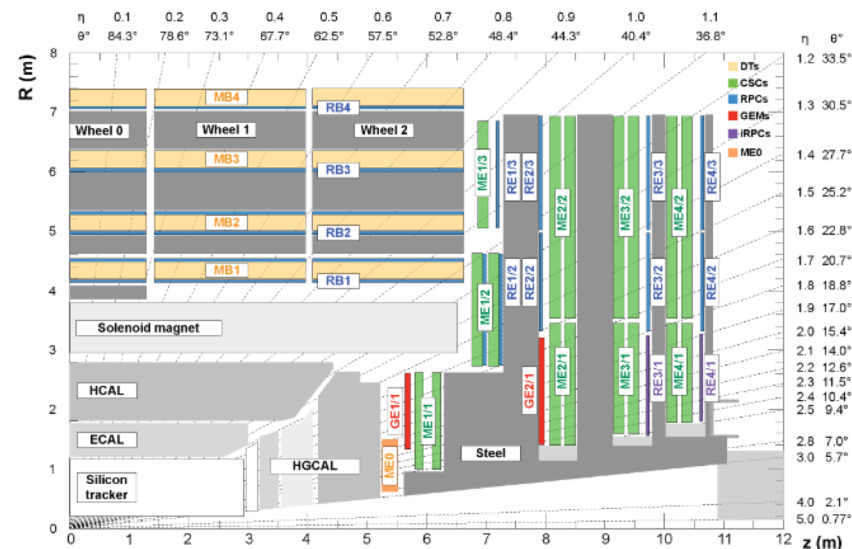 η 0.1 0.2 0.3 0.4 0.5 0.6 0.7 0.8 0.9 1.0 1.1
θ° 84.3° 78.6° 73.1° 67.7° 62.5° 57.5° 52.8° 48.4° 44.3° 40.4° 36.8° η θ°
R (m)
8
7
6
5
4
3
2
1
0
1.2 33.5°
1.3 30.5°
1.4 27.7°
1.5 25.2°
1.6 22.8°
1.7 20.7°
1.8 18.8°
1.9 17.0°
2.0 15.4°
2.1 14.0°
2.2 12.6°
2.3 11.5°
2.4 10.4°
2.5 9.4°
2.8 7.0°
3.0 5.7°
4.0 2.1°
5.0 0.77°
DTs
CSCs
RPCs
GEMs
iRPCs
ME0
MB4
RB4
Wheel 0 Wheel 1 Wheel 2
MB3
RB3
MB2
RB2
MB1
RB1
Solenoid magnet
HCAL
ECAL
Silicon
tracker
HGCAL
Steel
ME1/3
RE1/3
RE2/3
ME2/2
RE3/3
ME3/2
ME4/2
RE4/3
ME1/2
RE1/2
RE2/2
RE3/2
RE4/2
GE1/1
ME1/1
GE2/1
ME2/1
ME3/1
RE3/1
ME4/1
RE4/1
ME0
0 1 2 3 4 5 6 7 8 9 10 11 12
z (m)